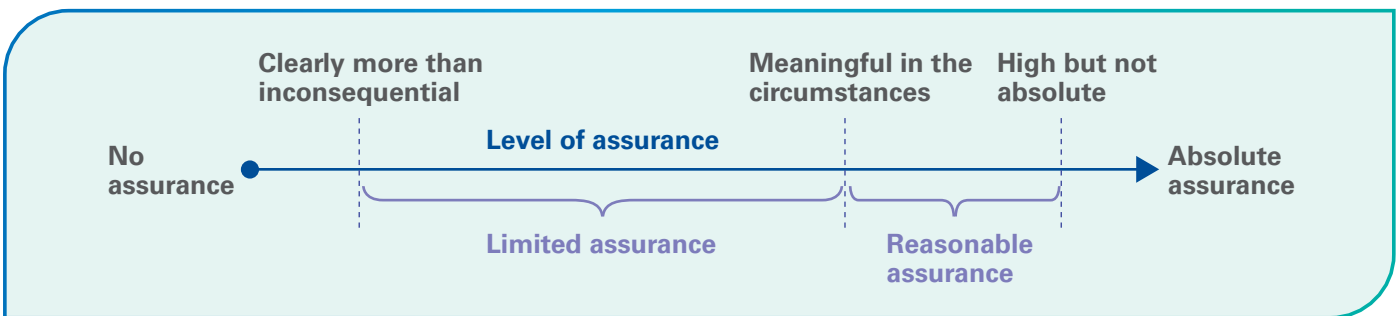 Clearly more than
inconsequential
Meaningful in the
circumstances
High but not
absolute
Level of assurance
No
assurance
Absolute
assurance
Limited assurance
Reasonable
assurance